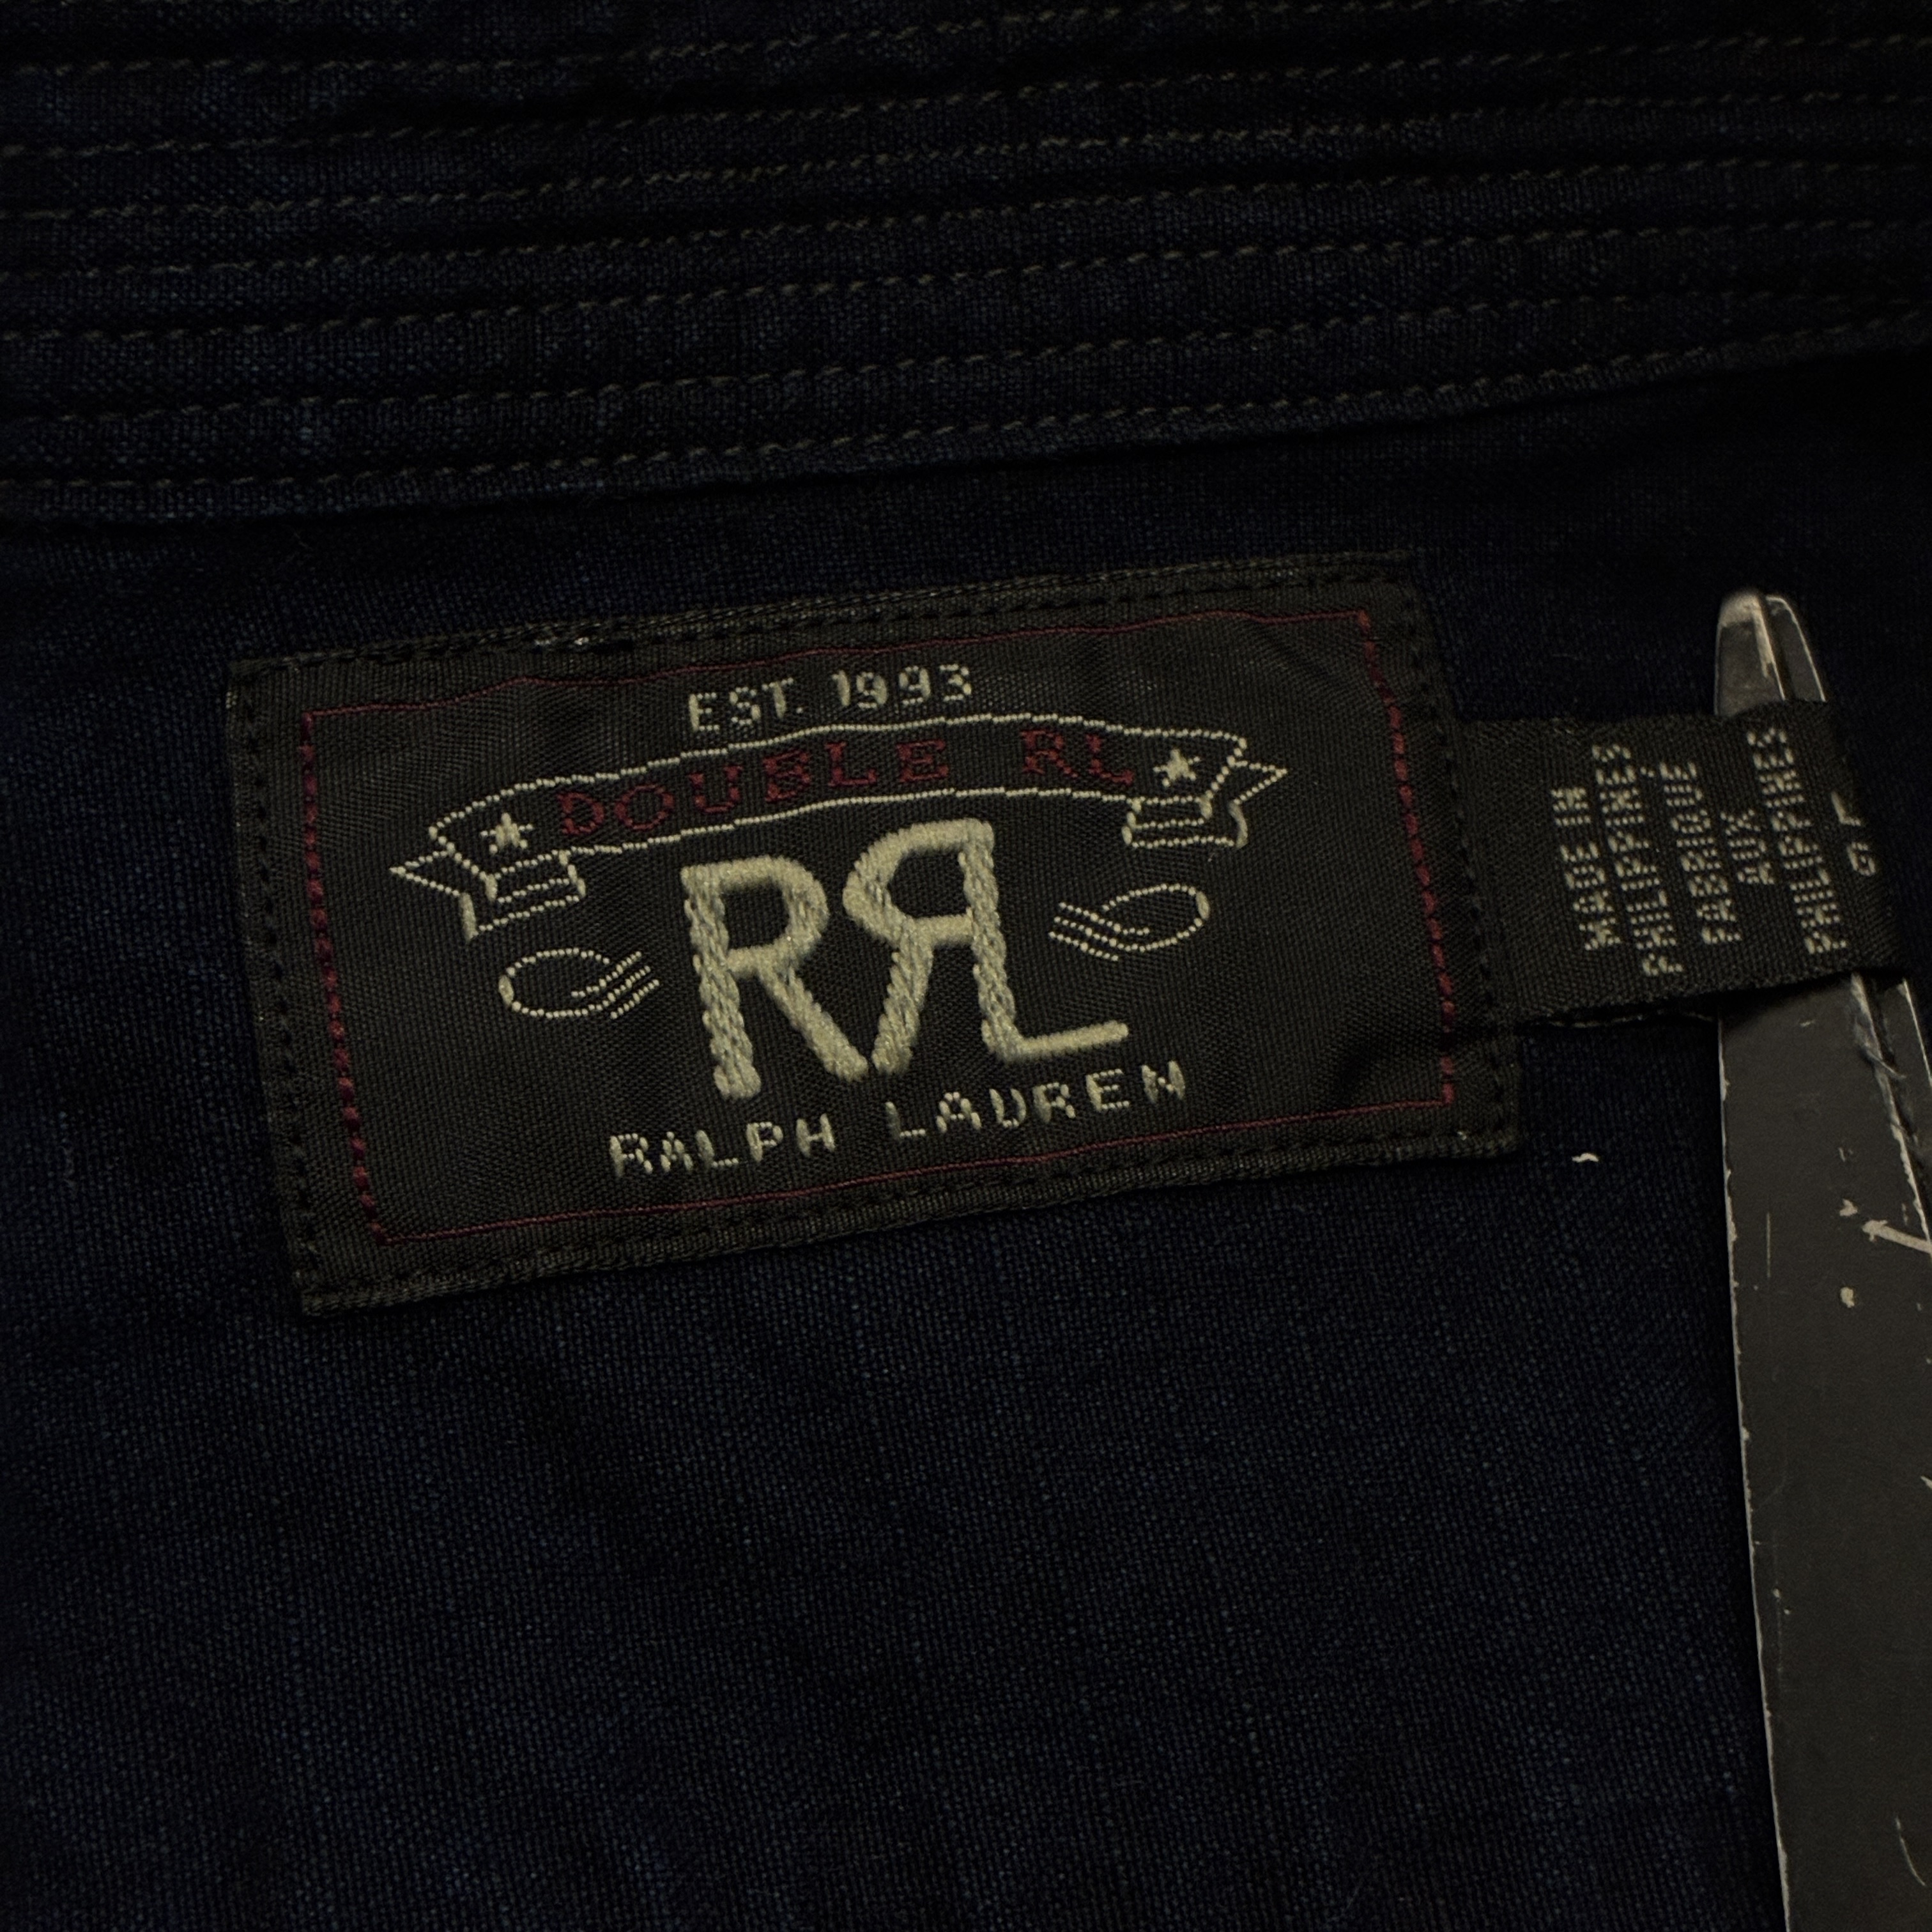 EST. 1993
DOUBLE RL
RRL
RALPH LAUREN
MADE IN
PHILIPPINES
FABRIQUÉ
AUX
PHILIPPINES